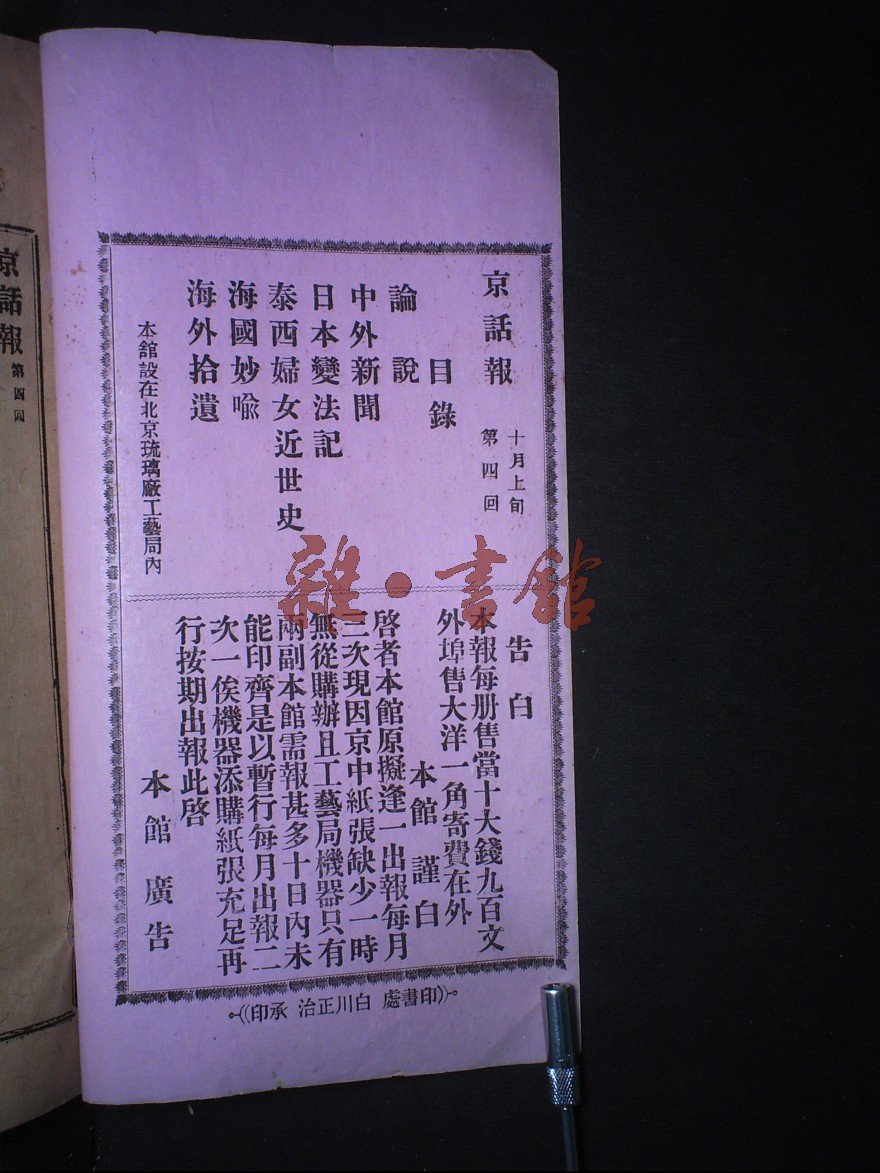 京話報
十月上旬
第四回
目錄
論說
中外新聞
日本變法記
泰西婦女近世史
海國妙喩
海外拾遺
本舘設在北京琉璃廠工藝局內
告白
本報每册售當十大錢九百文
外埠售大洋一角寄費在外
本館謹白
啓者本館原擬逢一出報每月
三次現因京中紙張缺少一時
無從購辦且工藝局機器只有
兩副本館需報甚多十日內未
能印齊是以暫行每月出報二
次一俟機器添購紙張充足再
行按期出報此啓
本館廣告
印書處 白川正治 承印
京話報
第四回
雜·書館